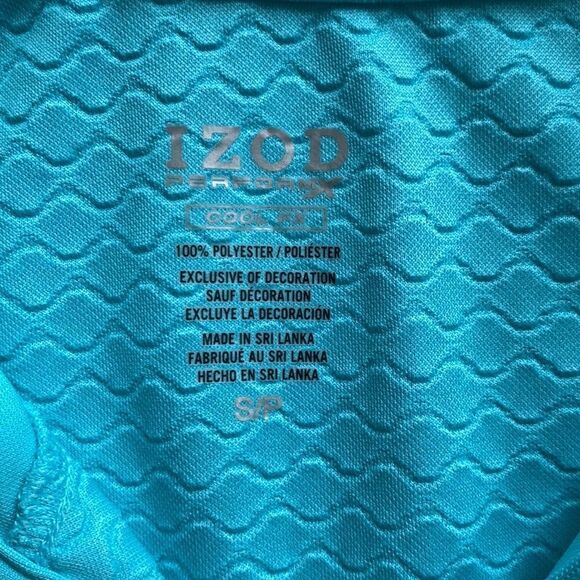 IZOD
PERFORM X
COOL FX
100% POLYESTER / POLIÉSTER
EXCLUSIVE OF DECORATION
SAUF DÉCORATION
EXCLUYE LA DECORACIÓN
MADE IN SRI LANKA
FABRIQUÉ AU SRI LANKA
HECHO EN SRI LANKA
S/P